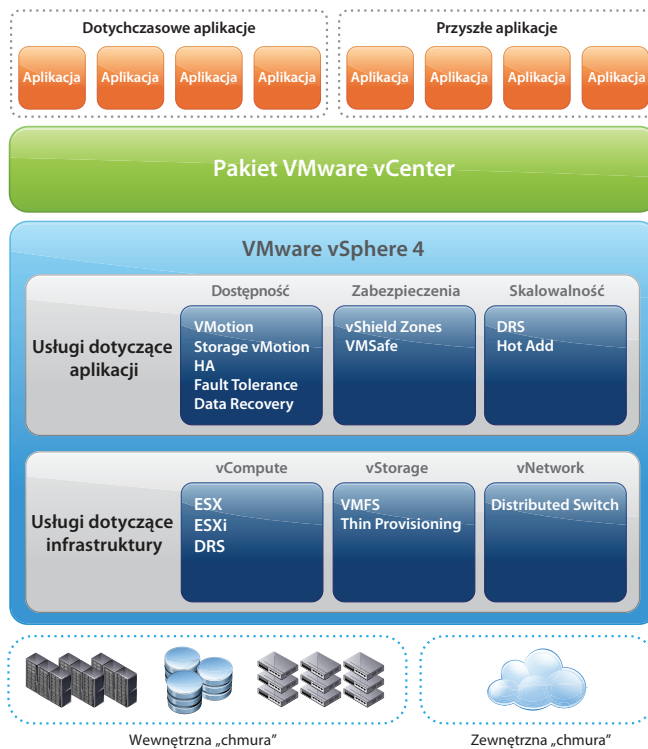 Dotychczasowe aplikacje
Przyszłe aplikacje
Aplikacja
Aplikacja
Aplikacja
Aplikacja
Aplikacja
Aplikacja
Aplikacja
Aplikacja
Pakiet VMware vCenter
VMware vSphere 4
Usługi dotyczące
aplikacji
Dostępność
VMotion
Storage vMotion
HA
Fault Tolerance
Data Recovery
Zabezpieczenia
vShield Zones
VMSafe
Skalowalność
DRS
Hot Add
Usługi dotyczące
infrastruktury
vCompute
ESX
ESXi
DRS
vStorage
VMFS
Thin Provisioning
vNetwork
Distributed Switch
Wewnętrzna „chmura”
Zewnętrzna „chmura”